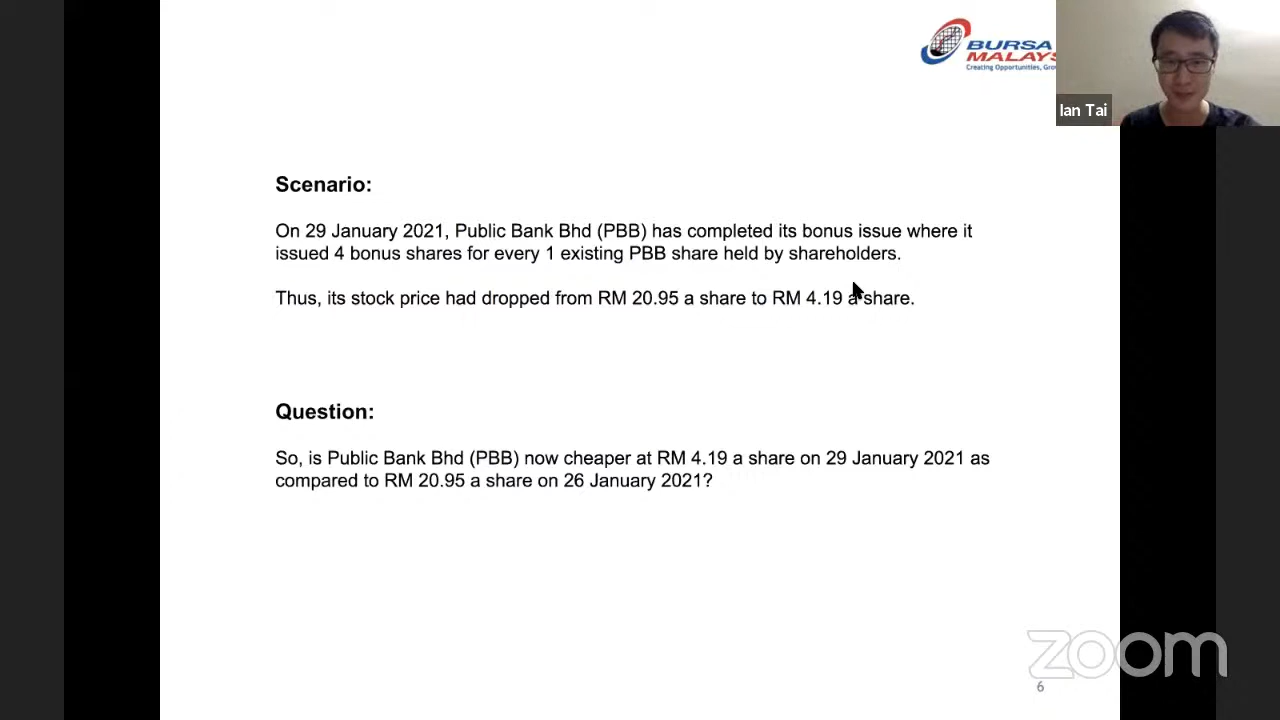 BURSA
MALAYS
Creating Opportunities, Gro
Ian Tai
Scenario:
On 29 January 2021, Public Bank Bhd (PBB) has completed its bonus issue where it
issued 4 bonus shares for every 1 existing PBB share held by shareholders.
Thus, its stock price had dropped from RM 20.95 a share to RM 4.19 a share.
Question:
So, is Public Bank Bhd (PBB) now cheaper at RM 4.19 a share on 29 January 2021 as
compared to RM 20.95 a share on 26 January 2021?
zoom
6